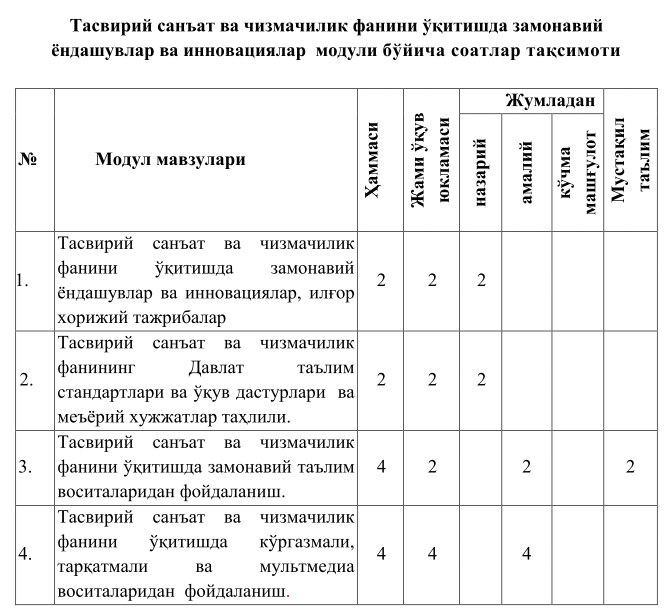 Тасвирий санъат ва чизмачилик фанини ўқитишда замонавий
ёндашувлар ва инновациялар модули бўйича соатлар тақсимоти
№
Модул мавзулари
Ҳаммаси
Жами ўқув
юкламаси
Жумладан
назарий
амалий
кўчма
машғулот
Мустақил
таълим
1.
Тасвирий санъат ва чизмачилик
фанини ўқитишда замонавий
ёндашувлар ва инновациялар, илғор
хорижий тажрибалар
2 2 2
2.
Тасвирий санъат ва чизмачилик
фанининг Давлат таълим
стандартлари ва ўқув дастурлари ва
меъёрий хужжатлар таҳлили.
2 2 2
3.
Тасвирий санъат ва чизмачилик
фанини ўқитишда замонавий таълим
воситаларидан фойдаланиш.
4 2 2 2
4.
Тасвирий санъат ва чизмачилик
фанини ўқитишда кўргазмали,
тарқатмали ва мультмедиа
воситаларидан фойдаланиш.
4 4 4